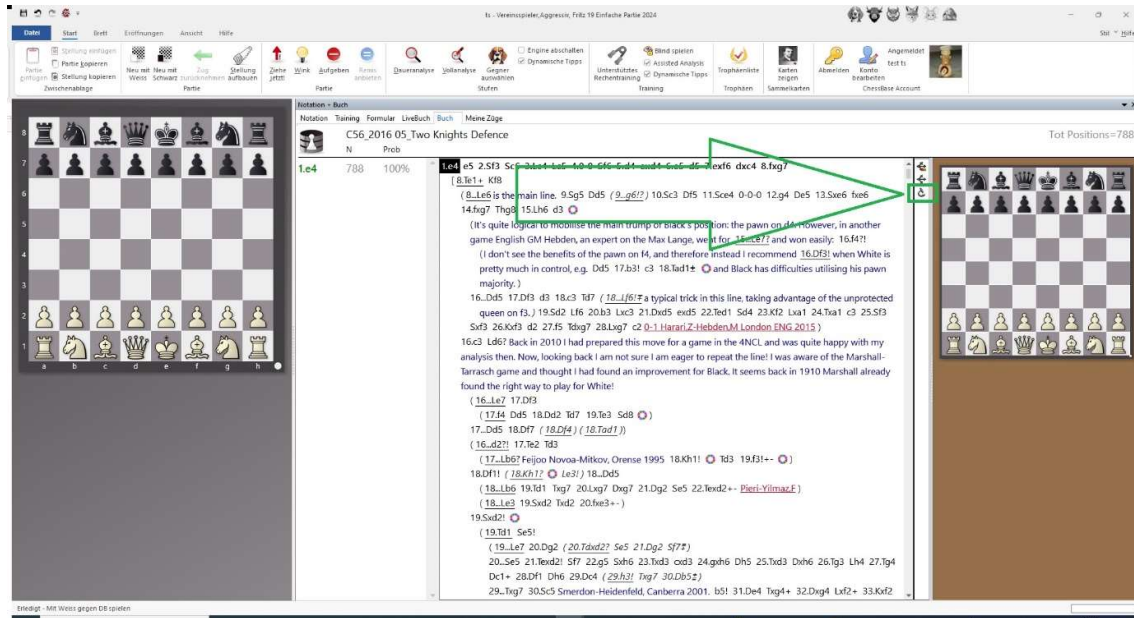 ts - Vereinsspieler,Aggressiv, Fritz 19 Einfache Partie 2024
Datei Start Brett Eröffnungen Ansicht Hilfe
Stil Hilfe
Partie einfügen
Stellung einfügen
Partie kopieren
Stellung kopieren
Neu mit Weiss
Neu mit Schwarz
Zug zurücknehmen
Stellung aufbauen
Ziehe jetzt!
Wink
Aufgeben
Remis anbieten
Daueranalyse
Vollanalyse
Gegner auswählen
Engine abschalten
Dynamische Tipps
Unterstütztes Rechentraining
Blind spielen
Assisted Analysis
Dynamische Tipps
Trophäenliste
Karten zeigen
Abmelden
Konto bearbeiten
Angemeldet
test ts
Zwischenablage Partie Partie Stufen Training Trophäen Sammelkarten ChessBase Account
Notation + Buch
Notation Training Formular LiveBuch Buch Meine Züge
C56_2016 05_Two Knights Defence
Tot Positions=788
N Prob
1.e4 788 100%
1.e4 e5 2.Sf3 Sc6 3.Lc4 Lc5 4.0-0 Sf6 5.d4 exd4 6.e5 d5 7.exf6 dxc4 8.fxg7
( 8.Te1+ Kf8
( 8...Le6 is the main line. 9.Sg5 Dd5 ( 9...g6!? ) 10.Sc3 Df5 11.Sce4 0-0-0 12.g4 De5 13.Sxe6 fxe6
14.fxg7 Thg8 15.Lh6 d3
(It's quite logical to mobilise the main trump of Black's position: the pawn on d4. However, in another
game English GM Hebden, an expert on the Max Lange, went for 15...Le7? and won easily: 16.f4?!
(I don't see the benefits of the pawn on f4, and therefore instead I recommend 16.Df3! when White is
pretty much in control, e.g. Dd5 17.b3! c3 18.Tad1± and Black has difficulties utilising his pawn
majority. )
16...Dd5 17.Df3 d3 18.c3 Td7 ( 18...Lf6!∓ a typical trick in this line, taking advantage of the unprotected
queen on f3. ) 19.Sd2 Lf6 20.b3 Lxc3 21.Dxd5 exd5 22.Ted1 Sd4 23.Kf2 Lxa1 24.Txa1 c3 25.Sf3
Sxf3 26.Kxf3 d2 27.f5 Tdxg7 28.Lxg7 c2 0-1 Harari,Z-Hebden,M London ENG 2015 )
16.c3 Ld6? Back in 2010 I had prepared this move for a game in the 4NCL and was quite happy with my
analysis then. Now, looking back I am not sure I am eager to repeat the line! I was aware of the Marshall-
Tarrasch game and thought I had found an improvement for Black. It seems back in 1910 Marshall already
found the right way to play for White!
( 16...Le7 17.Df3
( 17.f4 Dd5 18.Dd2 Td7 19.Te3 Sd8 )
17...Dd5 18.Df7 ( 18.Df4 ) ( 18.Tad1 ))
( 16...d2?! 17.Te2 Td3
( 17...Lb6? Feijoo Novoa-Mitkov, Orense 1995 18.Kh1! Td3 19.f3!+- )
18.Df1! ( 18.Kh1? Le3! ) 18...Dd5
( 18...Lb6 19.Td1 Txg7 20.Lxg7 Dxg7 21.Dg2 Se5 22.Texd2+- Pieri-Yilmaz,F )
( 18...Le3 19.Sxd2 Txd2 20.fxe3+- )
19.Sxd2!
( 19.Td1 Se5!
( 19...Le7 20.Dg2 ( 20.Tdxd2? Se5 21.Dg2 Sf7∓ )
20...Se5 21.Texd2! Sf7 22.g5 Sxh6 23.Txd3 cxd3 24.gxh6 Dh5 25.Txd3 Dxh6 26.Tg3 Lh4 27.Tg4
Dc1+ 28.Df1 Dh6 29.Dc4 ( 29.h3! Txg7 30.Db5± )
29...Txg7 30.Sc5 Smerdon-Heidenfeld, Canberra 2001. b5! 31.De4 Txg4+ 32.Dxg4 Lxf2+ 33.Kxf2
8
7
6
5
4
3
2
1
a b c d e f g h
Erledigt - Mit Weiss gegen DB spielen